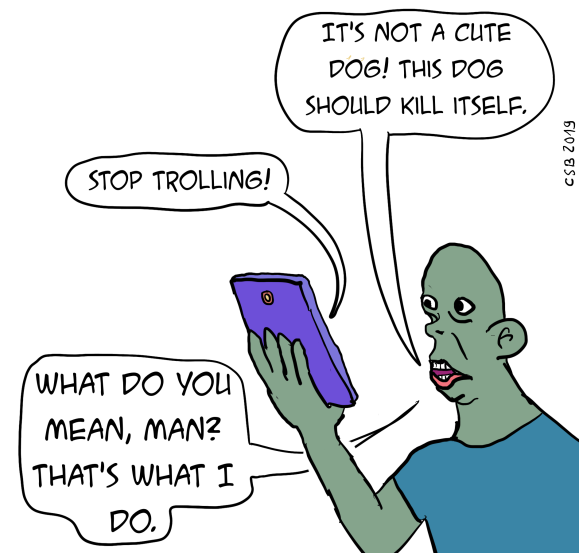 IT'S NOT A CUTE
DOG! THIS DOG
SHOULD KILL ITSELF.
STOP TROLLING!
WHAT DO YOU
MEAN, MAN?
THAT'S WHAT I
DO.
CSB 2019